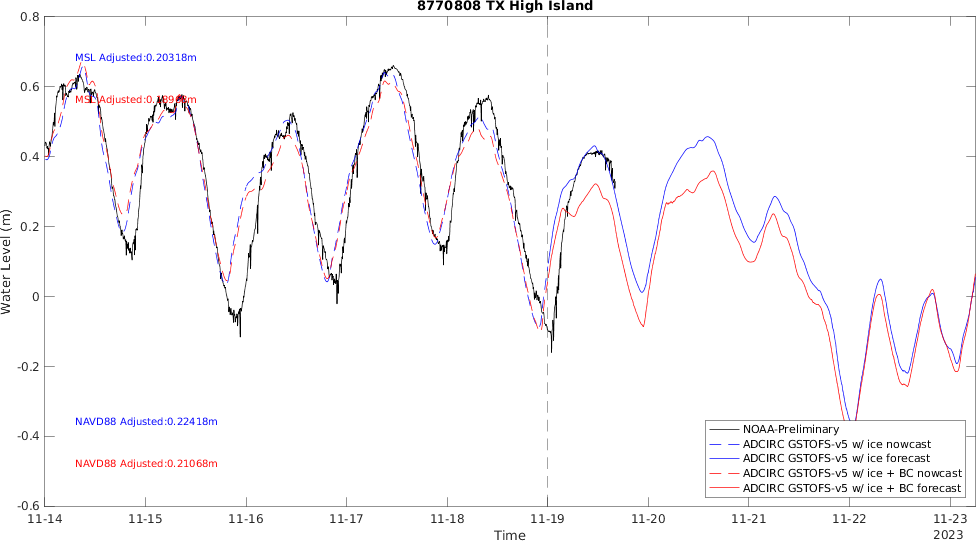 8770808 TX High Island
0.8
MSL Adjusted:0.20318m
0.6
MSL
0.4
0.2
0
-0.2
NAVD88 Adjusted:0.22418m
-0.4
NAVD88 Adjusted:0.21068m
-0.6
Water Level (m)
NOAA-Preliminary
ADCIRC GSTOFS-v5 w/ ice nowcast
ADCIRC GSTOFS-v5 w/ ice forecast
ADCIRC GSTOFS-v5 w/ ice + BC nowcast
ADCIRC GSTOFS-v5 w/ ice + BC forecast
11-14 11-15 11-16 11-17 11-18 11-19 11-20 11-21 11-22 11-23
Time
2023